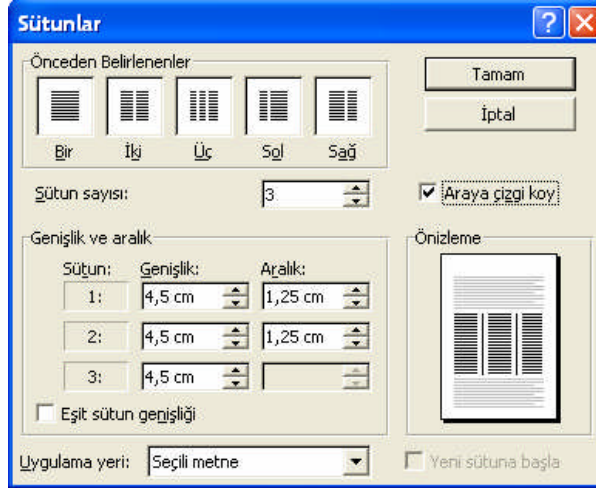 Sütunlar
Önceden Belirlenenler
Bir İki Üç Sol Sağ
Tamam
İptal
Sütun sayısı: 3
Araya çizgi koy
Genişlik ve aralık
Sütun: Genişlik: Aralık:
1: 4,5 cm 1,25 cm
2: 4,5 cm 1,25 cm
3: 4,5 cm
Eşit sütun genişliği
Önizleme
Uygulama yeri: Seçili metne
Yeni sütuna başla